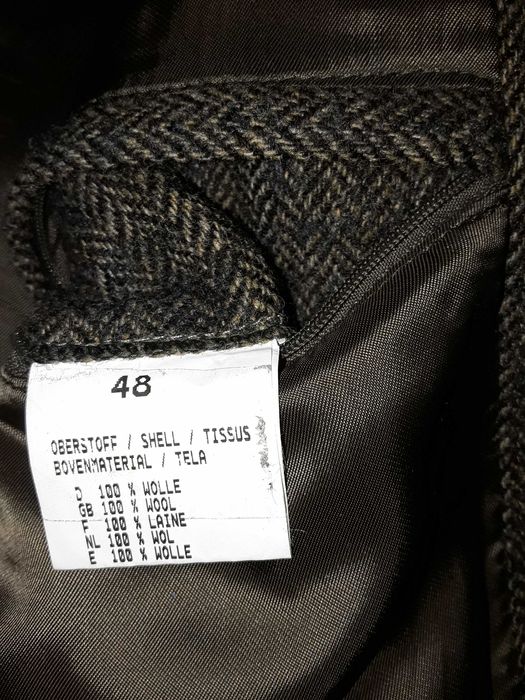 48
OBERSTOFF / SHELL / TISSUS
BOVENMATERIAL / TELA
D 100 % WOLLE
GB 100 % WOOL
F 100 % LAINE
NL 100 % WOL
E 100 % WOLLE